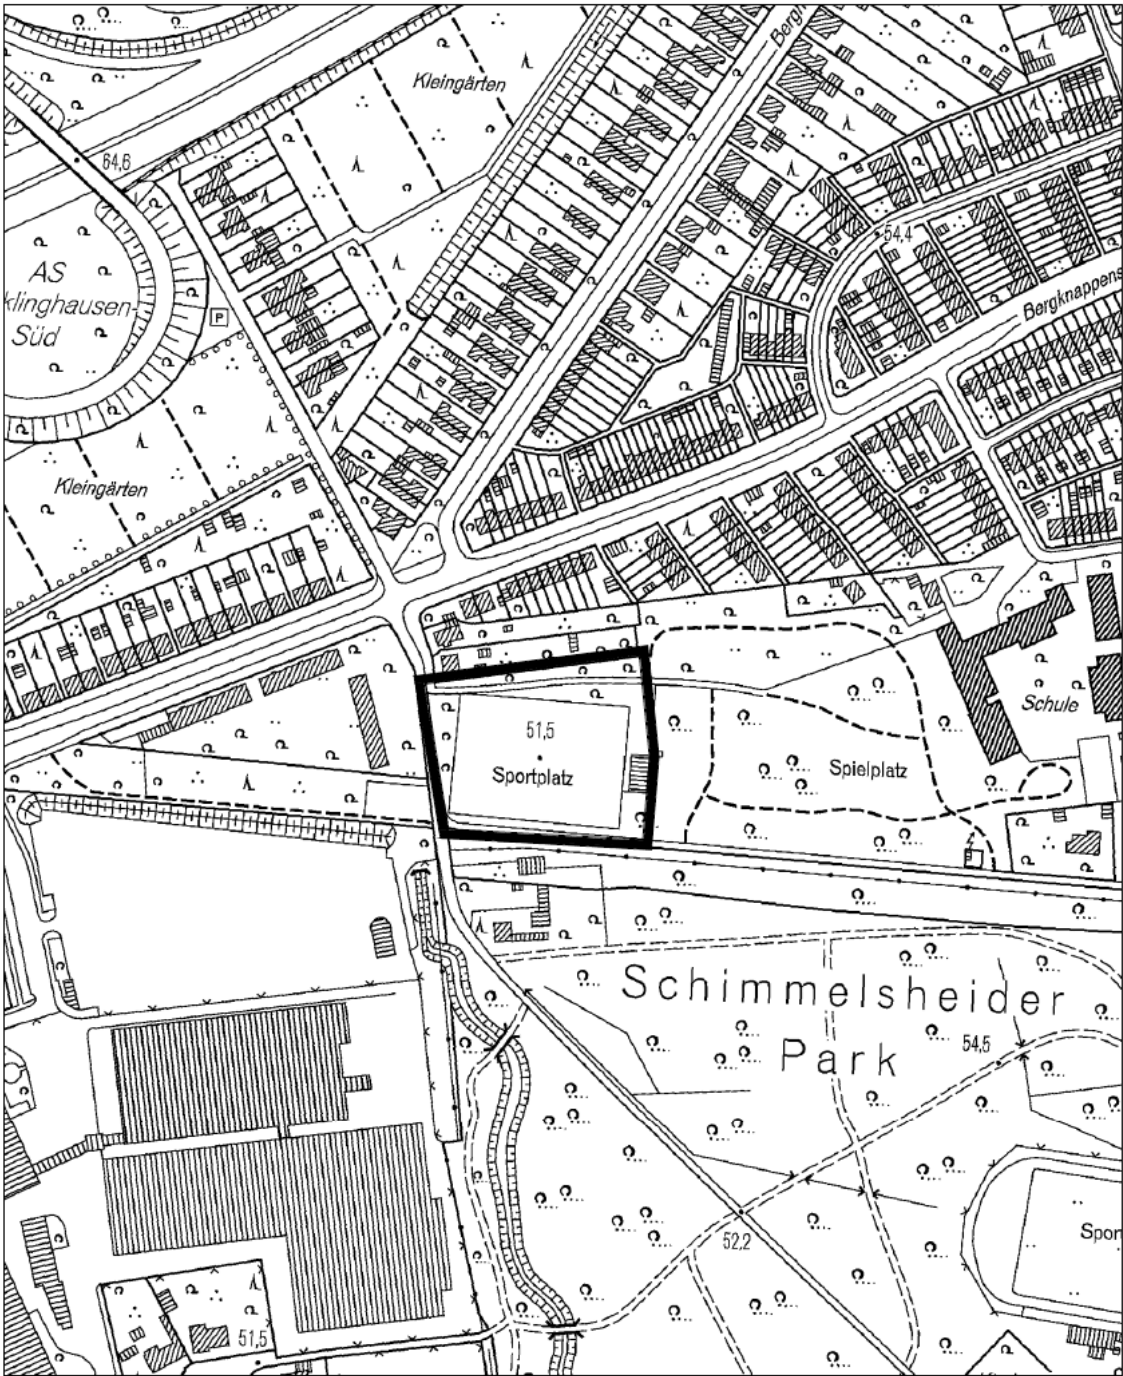 Kleingärten
64,6
54,4
AS
klinghausen-
Süd
P
Bergknappens
Kleingärten
Schule
51,5
Sportplatz
Spielplatz
Schimmelsheider
Park
54,5
52,2
Spor
51,5